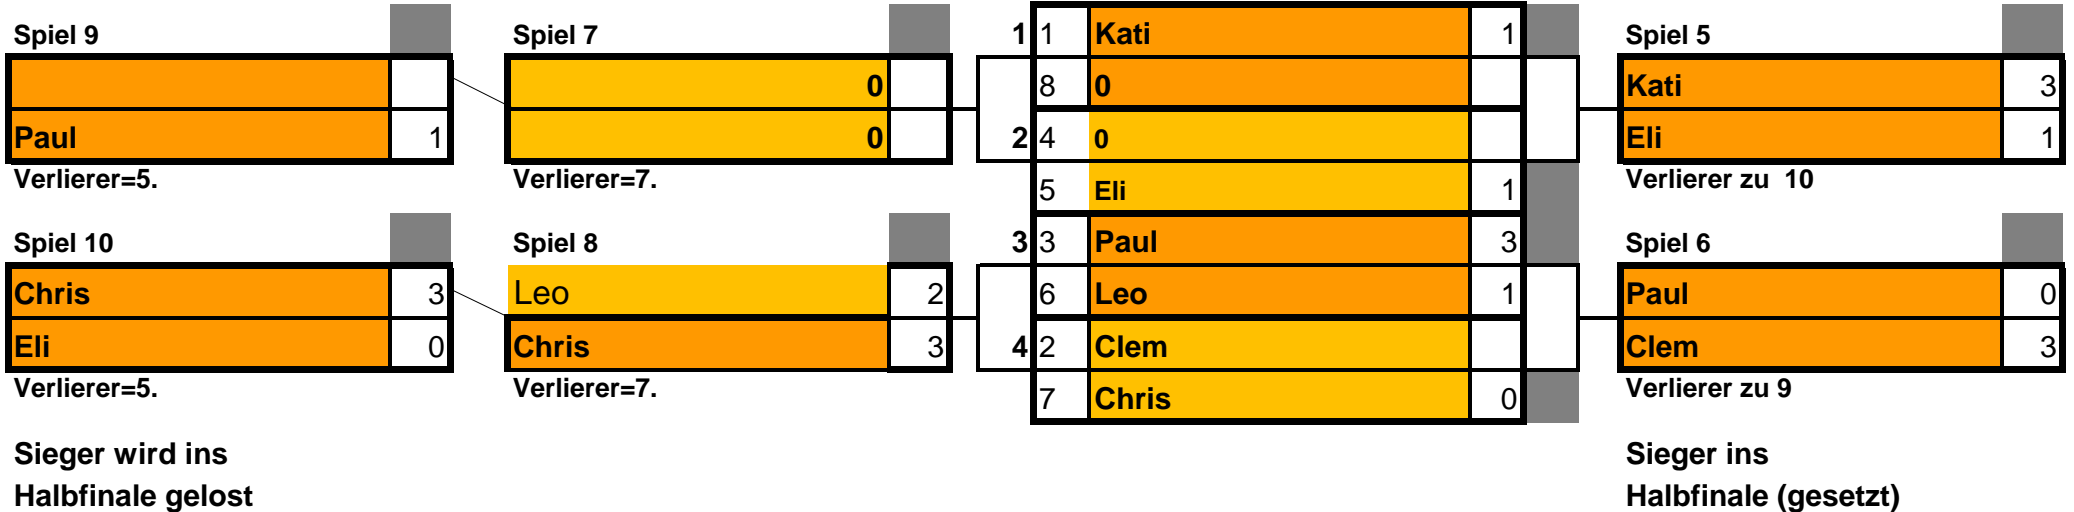 Spiel 9 Spiel 7 1 1 Kati 1 Spiel 5
0 8 0 Kati 3
Paul 1 0 2 4 0 Eli 1
Verlierer=5. Verlierer=7. 5 Eli 1 Verlierer zu 10
Spiel 10 Spiel 8 3 3 Paul 3 Spiel 6
Chris 3 Leo 2 6 Leo 1 Paul 0
Eli 0 Chris 3 4 2 Clem Clem 3
Verlierer=5. Verlierer=7. 7 Chris 0 Verlierer zu 9
Sieger wird ins Sieger ins
Halbfinale gelost Halbfinale (gesetzt)